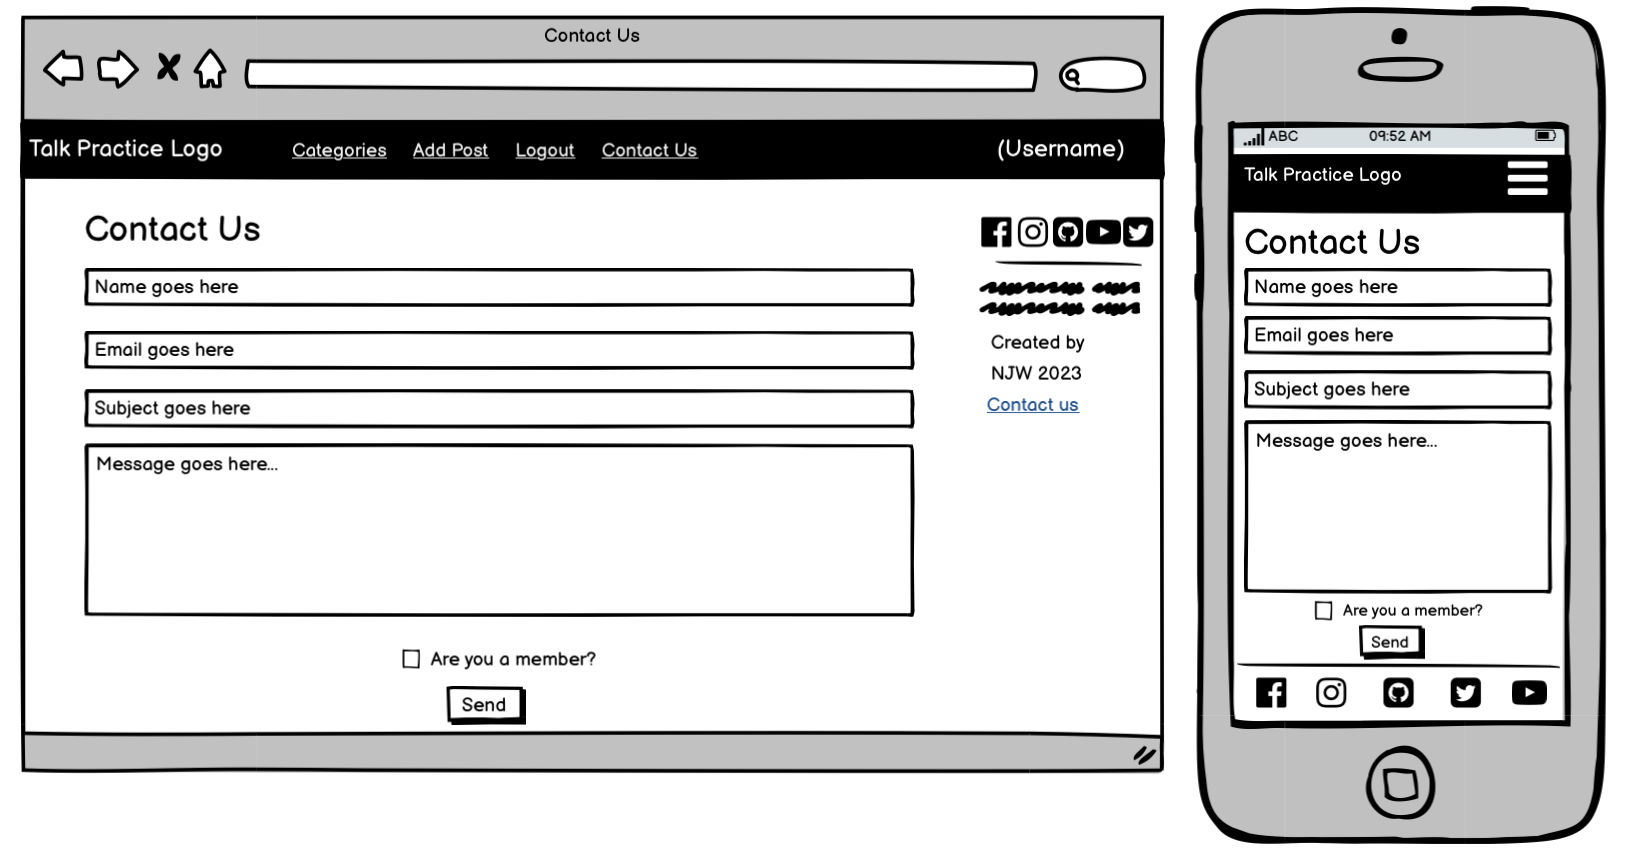 Contact Us
Talk Practice Logo Categories Add Post Logout Contact Us (Username)
Contact Us
Name goes here
Email goes here
Subject goes here
Message goes here...
Are you a member?
Send
Created by
NJW 2023
Contact us
ABC 09:52 AM
Talk Practice Logo
Contact Us
Name goes here
Email goes here
Subject goes here
Message goes here...
Are you a member?
Send